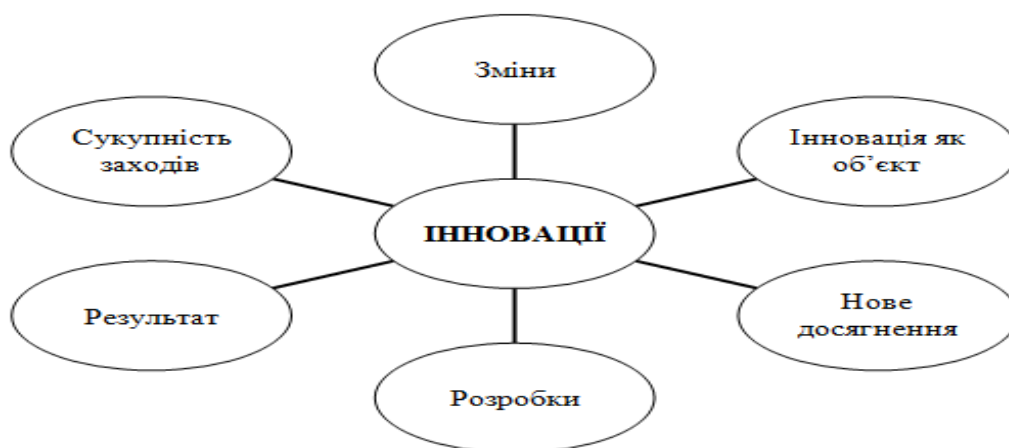 Зміни
Сукупність
заходів
Інновація як
об’єкт
ІННОВАЦІЇ
Результат
Нове
досягнення
Розробки